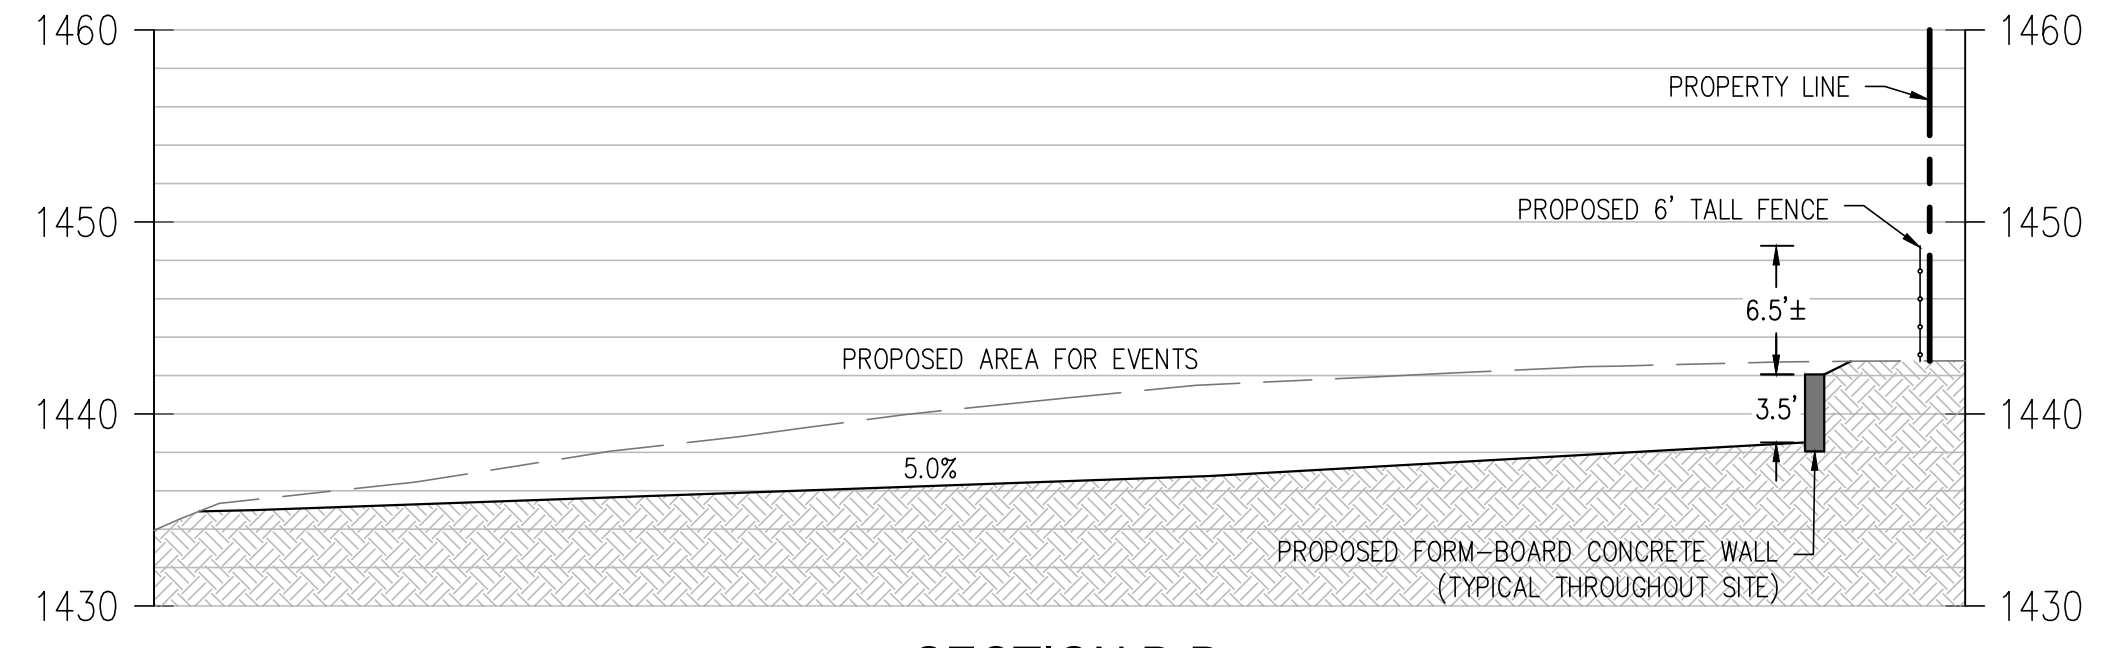 1460
1460
PROPERTY LINE
PROPOSED 6' TALL FENCE
1450
1450
6.5'±
PROPOSED AREA FOR EVENTS
3.5'
1440
1440
5.0%
PROPOSED FORM-BOARD CONCRETE WALL
(TYPICAL THROUGHOUT SITE)
1430
1430